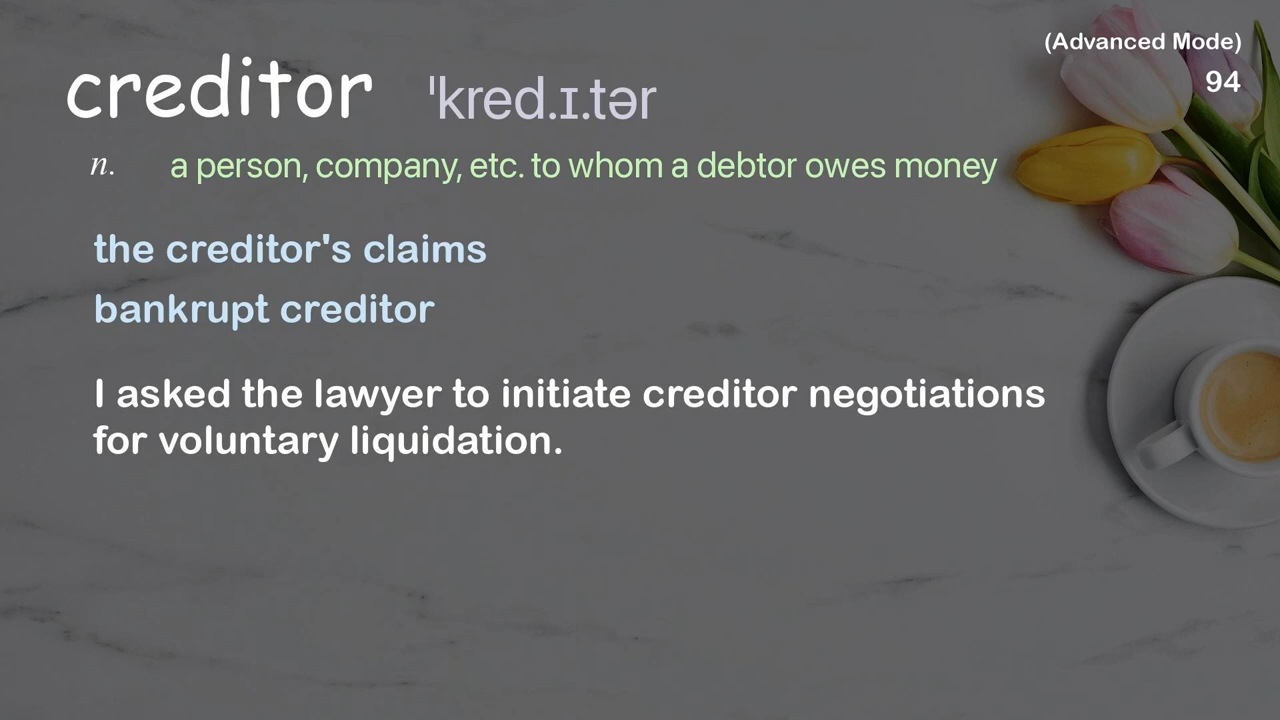 (Advanced Mode)
94
creditor ˈkred.ɪ.tər
n. a person, company, etc. to whom a debtor owes money
the creditor's claims
bankrupt creditor
I asked the lawyer to initiate creditor negotiations
for voluntary liquidation.